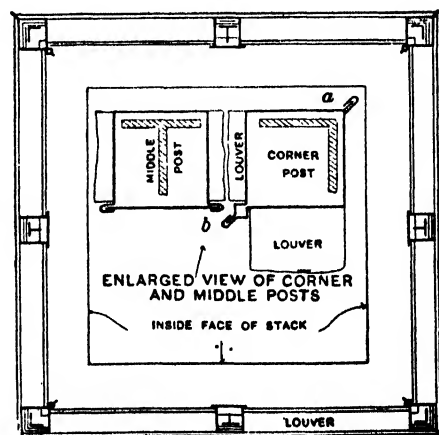 a
MIDDLE
POST
LOUVER
CORNER
POST
b
LOUVER
ENLARGED VIEW OF CORNER
AND MIDDLE POSTS
INSIDE FACE OF STACK
LOUVER